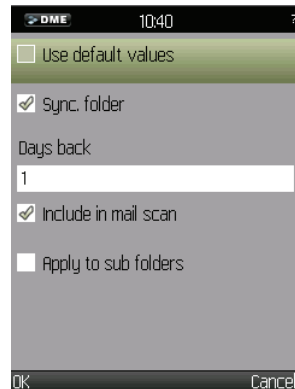 DME 10:40 ?
Use default values
Sync. folder
Days back
1
Include in mail scan
Apply to sub folders
OK Cancel